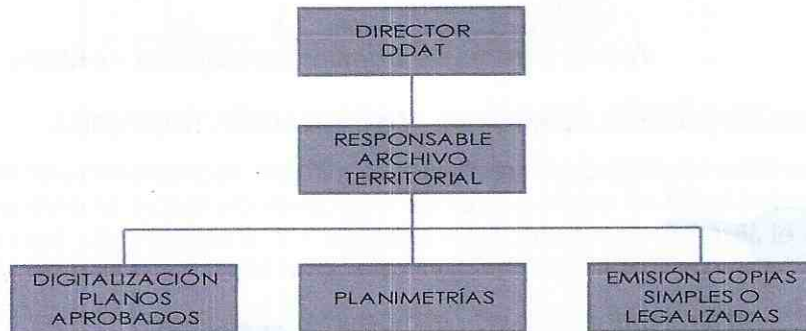 DIRECTOR
DDAT
RESPONSABLE
ARCHIVO
TERRITORIAL
DIGITALIZACIÓN
PLANOS
APROBADOS
PLANIMETRÍAS
EMISIÓN COPIAS
SIMPLES O
LEGALIZADAS